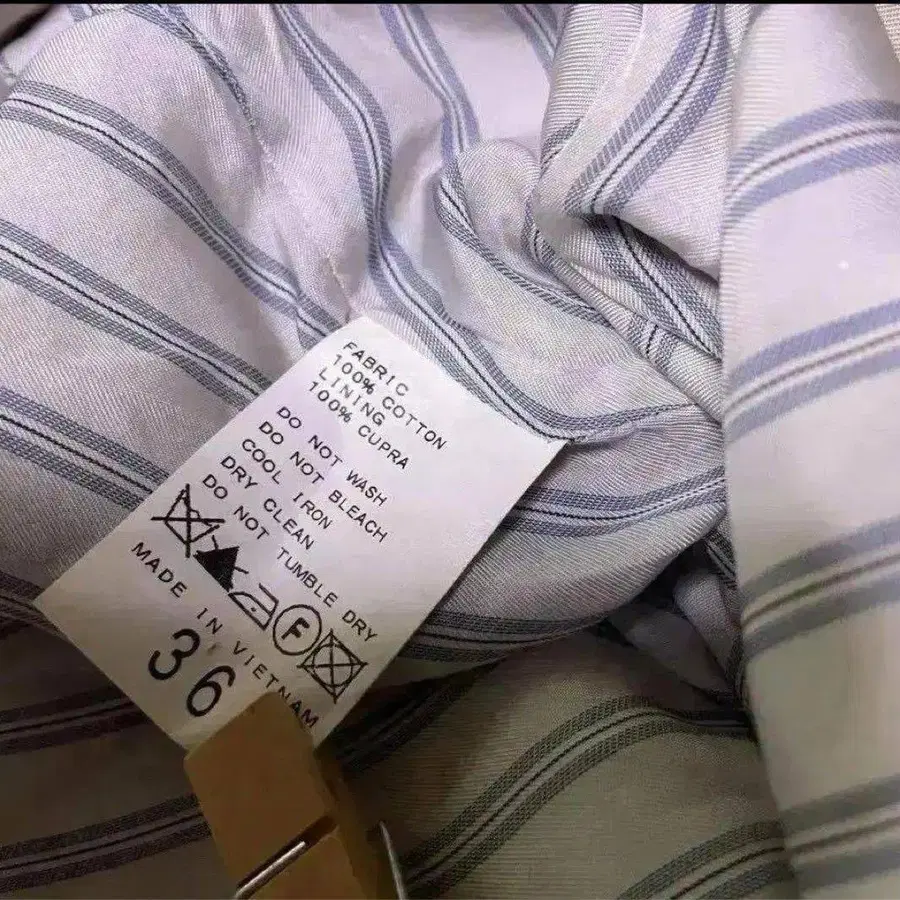 FABRIC
100% COTTON
LINING
100% CUPRA
DO NOT WASH
DO NOT BLEACH
COOL IRON
DRY CLEAN
DO NOT TUMBLE DRY
F
MADE IN VIETNAM
36